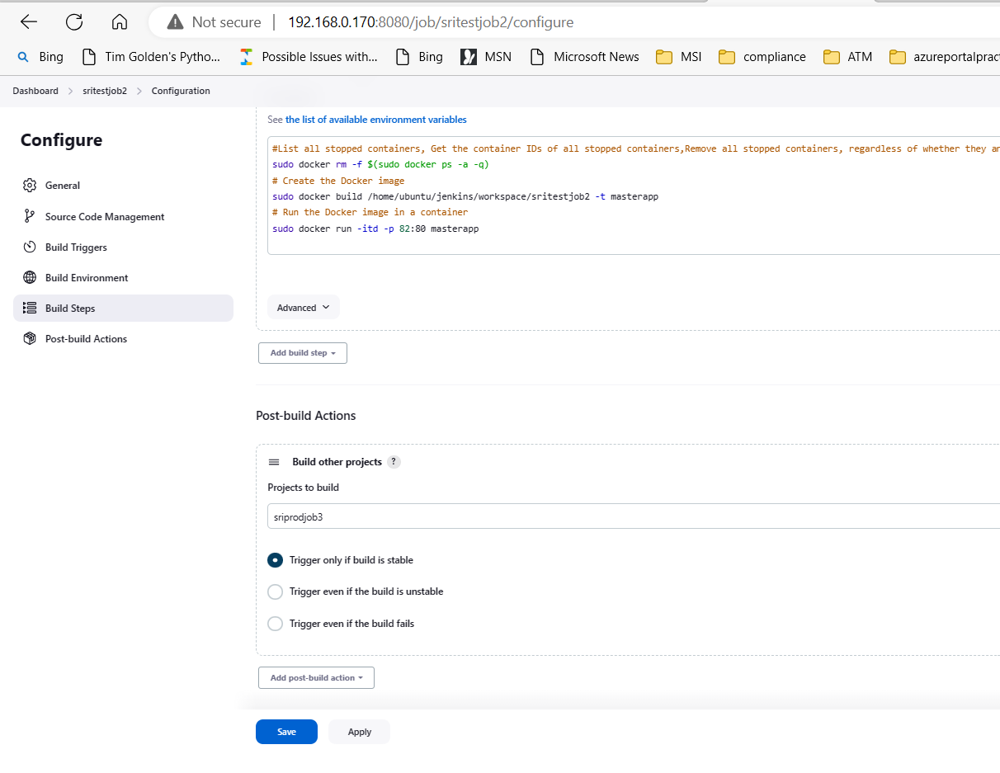 Not secure 192.168.0.170:8080/job/sritestjob2/configure
Bing Tim Golden's Pytho... Possible Issues with... Bing MSN Microsoft News MSI compliance ATM azureportalprac
Dashboard > sritestjob2 > Configuration
Configure
General
Source Code Management
Build Triggers
Build Environment
Build Steps
Post-build Actions
See the list of available environment variables
#List all stopped containers, Get the container IDs of all stopped containers,Remove all stopped containers, regardless of whether they
sudo docker rm -f $(sudo docker ps -a -q)
# Create the Docker image
sudo docker build /home/ubuntu/jenkins/workspace/sritestjob2 -t masterapp
# Run the Docker image in a container
sudo docker run -itd -p 82:80 masterapp
Advanced
Add build step
Post-build Actions
Build other projects ?
Projects to build
sriprodjob3
Trigger only if build is stable
Trigger even if the build is unstable
Trigger even if the build fails
Add post-build action
Save Apply